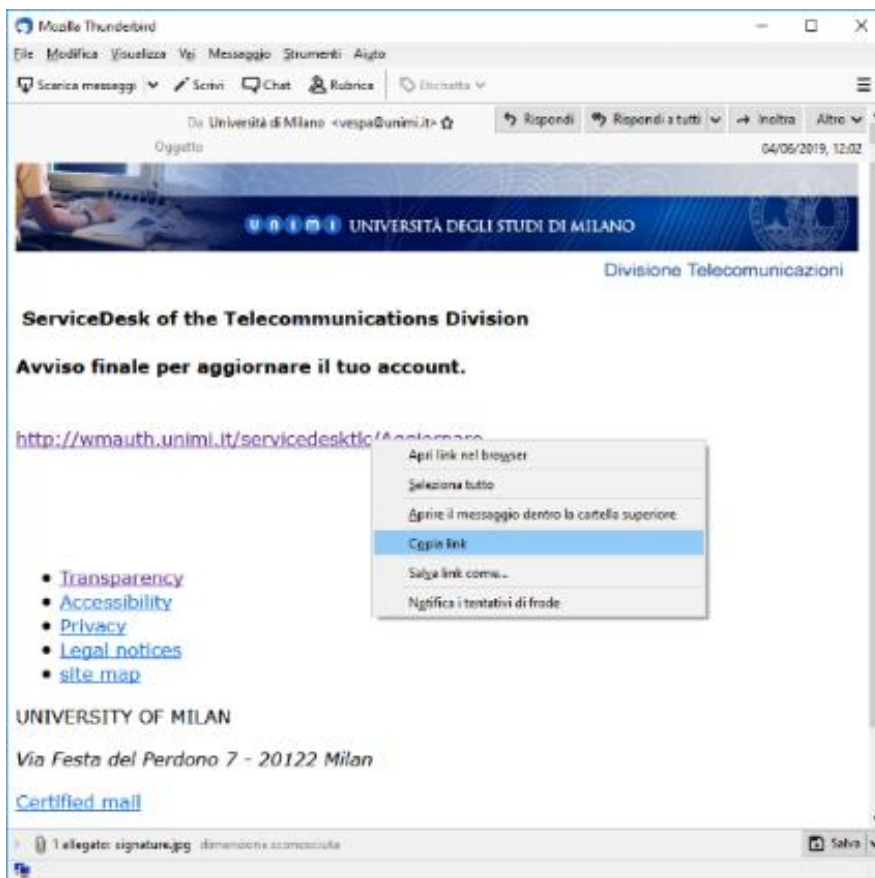 Mozilla Thunderbird
File Modifica Visualizza Vai Messaggio Strumenti Aiuto
Scarica messaggi Scrivi Chat Rubrica Etichetta
Da Università di Milano <vespa@unimi.it> Rispondi Rispondi a tutti Inoltra Altro
Oggetto 04/06/2019, 12:02
unimi UNIVERSITÀ DEGLI STUDI DI MILANO
Divisione Telecomunicazioni
ServiceDesk of the Telecommunications Division
Avviso finale per aggiornare il tuo account.
http://wmauth.unimi.it/servicedesktlc/Aggiornare
Apri link nel browser
Seleziona tutto
Aprire il messaggio dentro la cartella superiore
Copia link
Salva link come...
Notifica i tentativi di frode
• Transparency
• Accessibility
• Privacy
• Legal notices
• site map
UNIVERSITY OF MILAN
Via Festa del Perdono 7 - 20122 Milan
Certified mail
1 allegato: signature.jpg dimensione sconosciuta Salva